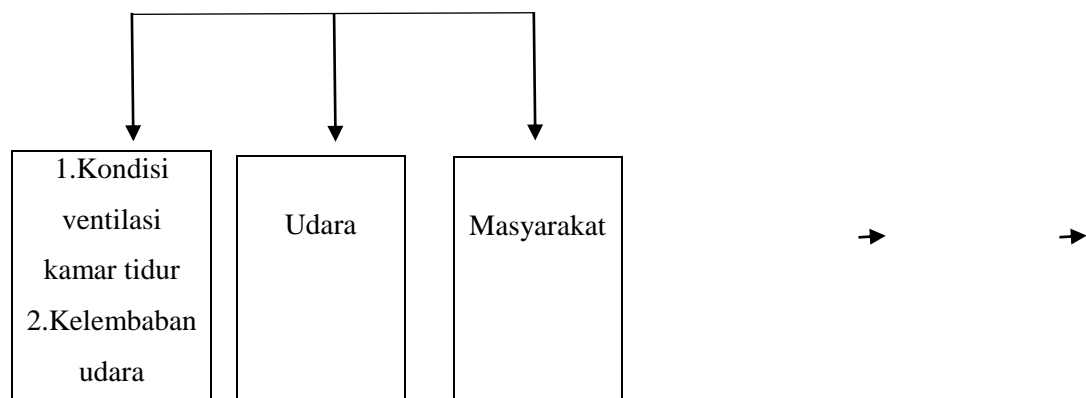 1.Kondisi
ventilasi
kamar tidur
2.Kelembaban
udara
Udara
Masyarakat